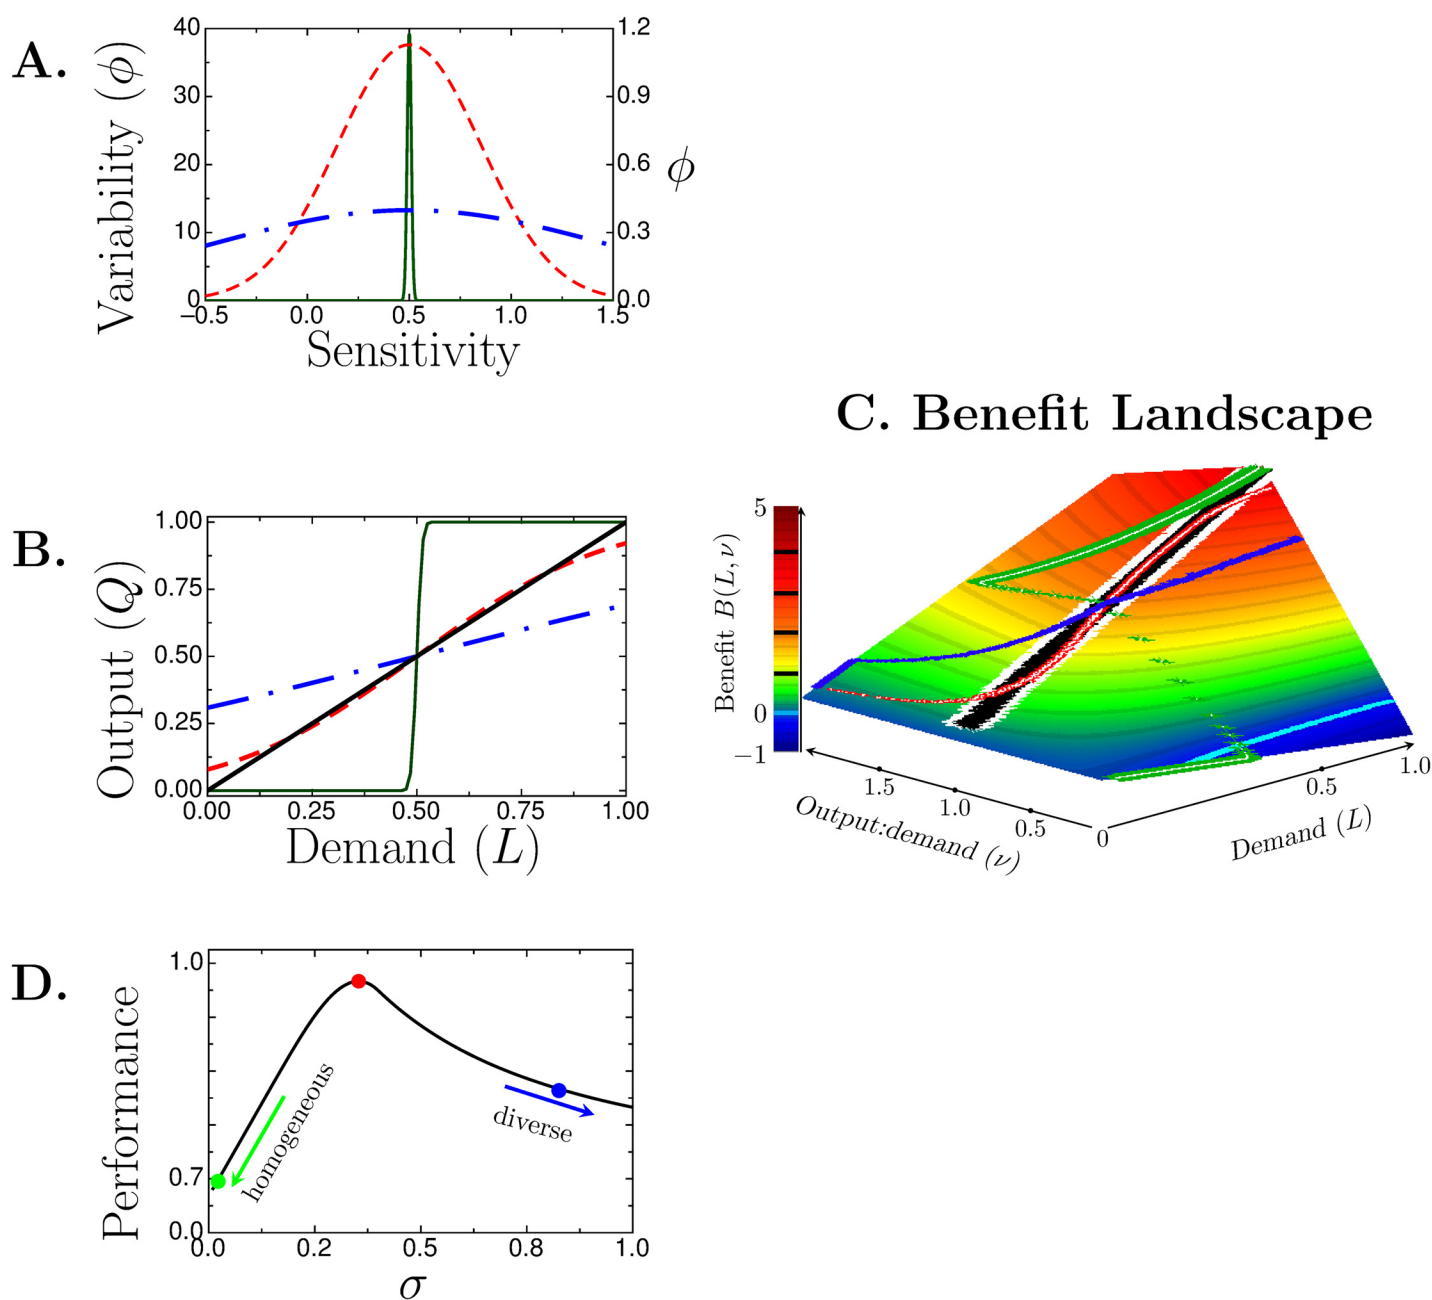 A.
Variability (ϕ)
40
30
20
10
0
1.2
0.9
0.6
0.3
0.0
ϕ
−0.5 0.0 0.5 1.0 1.5
Sensitivity
B.
Output (Q)
1.00
0.75
0.50
0.25
0.00
0.00 0.25 0.50 0.75 1.00
Demand (L)
C. Benefit Landscape
Benefit B(L, ν)
5
0
−1
1.5
1.0
0.5
0
Output:demand (ν)
0.5
1.0
Demand (L)
D.
Performance
1.0
0.7
0.0
homogeneous
diverse
0.0 0.2 0.5 0.8 1.0
σ